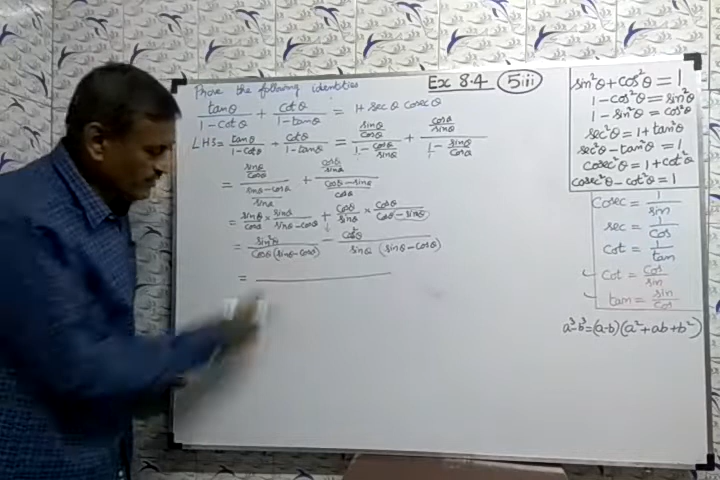 Prove the following identities
Ex 8.4 5 iii
tanθ/(1-cotθ) + cotθ/(1-tanθ) = 1+ secθ cosecθ
LHS = tanθ/(1-cotθ) + cotθ/(1-tanθ) = (sinθ/cosθ)/(1 - cosθ/sinθ) + (cosθ/sinθ)/(1 - sinθ/cosθ)
= (sinθ/cosθ)/((sinθ-cosθ)/sinθ) + (cosθ/sinθ)/((cosθ-sinθ)/cosθ)
= sinθ/cosθ × sinθ/(sinθ-cosθ) + cosθ/sinθ × cosθ/(cosθ-sinθ)
= sin²θ/(cosθ(sinθ-cosθ)) - cos²θ/(sinθ (sinθ-cosθ))
=
sin²θ+cos²θ = 1
1-cos²θ = sin²θ
1-sin²θ = cos²θ
sec²θ = 1+tan²θ
sec²θ-tan²θ = 1
cosec²θ = 1+cot²θ
cosec²θ-cot²θ = 1
cosec = 1/sin
sec = 1/cos
cot = 1/tan
cot = cos/sin
tan = sin/cos
a³-b³=(a-b)(a²+ab+b²)